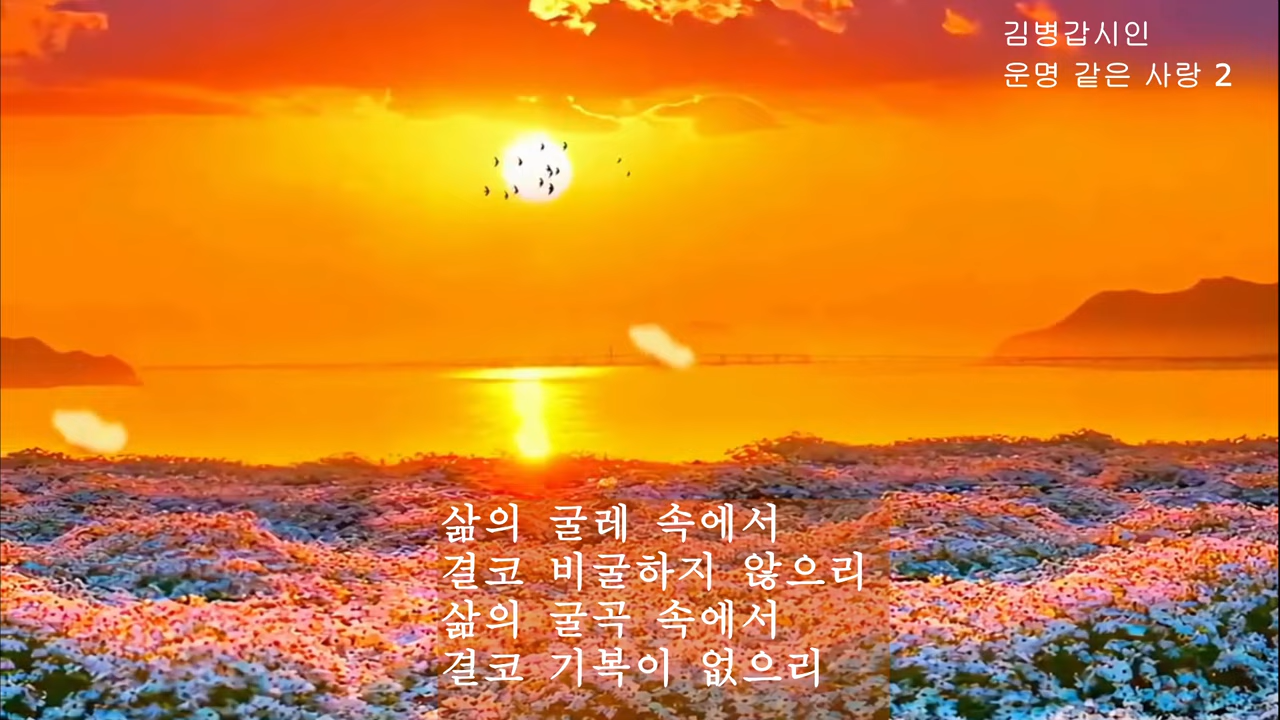 김병갑시인
운명 같은 사랑 2
삶의 굴레 속에서
결코 비굴하지 않으리
삶의 굴곡 속에서
결코 기복이 없으리